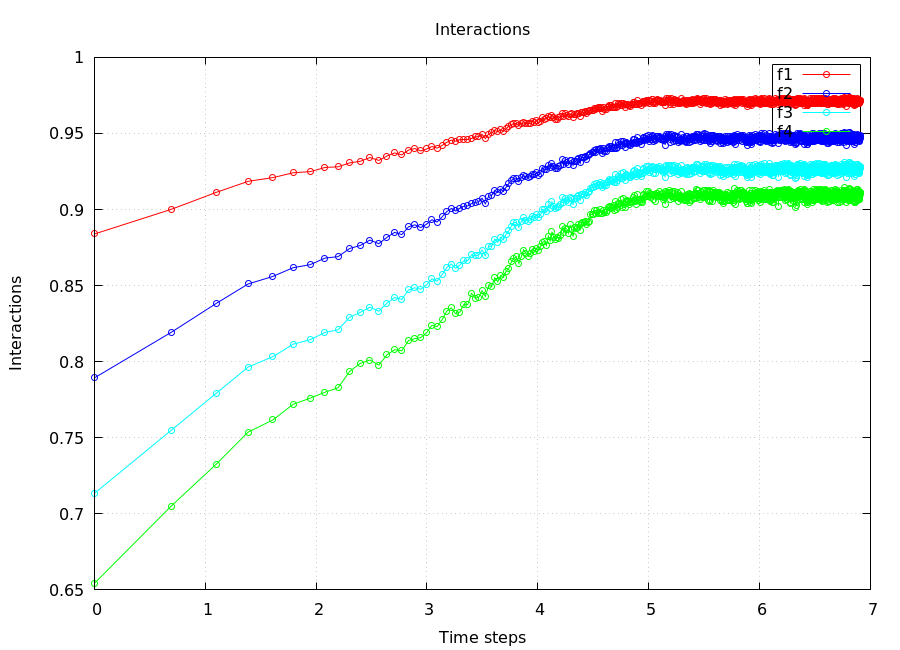 Interactions
1
0.95
0.9
0.85
0.8
0.75
0.7
0.65
Interactions
f1
f2
f3
f4
0 1 2 3 4 5 6 7
Time steps